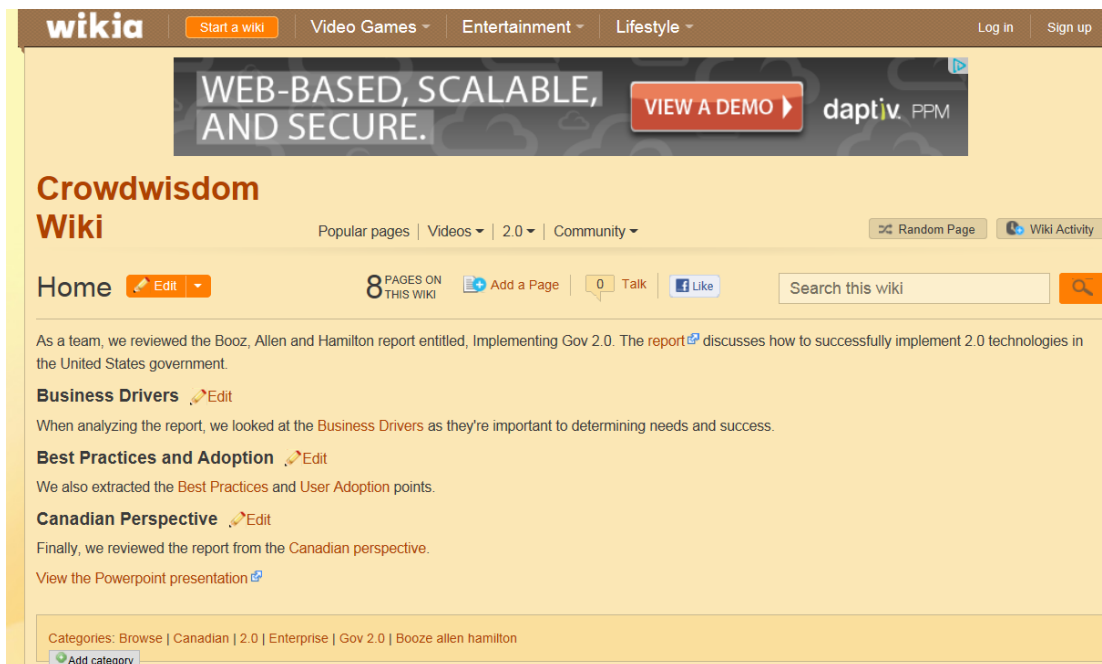 wikia Start a wiki Video Games Entertainment Lifestyle Log in Sign up
WEB-BASED, SCALABLE,
AND SECURE.
VIEW A DEMO
daptiv. PPM
Crowdwisdom
Wiki
Popular pages | Videos | 2.0 | Community Random Page Wiki Activity
Home Edit 8 PAGES ON THIS WIKI Add a Page 0 Talk Like Search this wiki
As a team, we reviewed the Booz, Allen and Hamilton report entitled, Implementing Gov 2.0. The report discusses how to successfully implement 2.0 technologies in
the United States government.
Business Drivers Edit
When analyzing the report, we looked at the Business Drivers as they're important to determining needs and success.
Best Practices and Adoption Edit
We also extracted the Best Practices and User Adoption points.
Canadian Perspective Edit
Finally, we reviewed the report from the Canadian perspective.
View the Powerpoint presentation
Categories: Browse | Canadian | 2.0 | Enterprise | Gov 2.0 | Booze allen hamilton
Add category